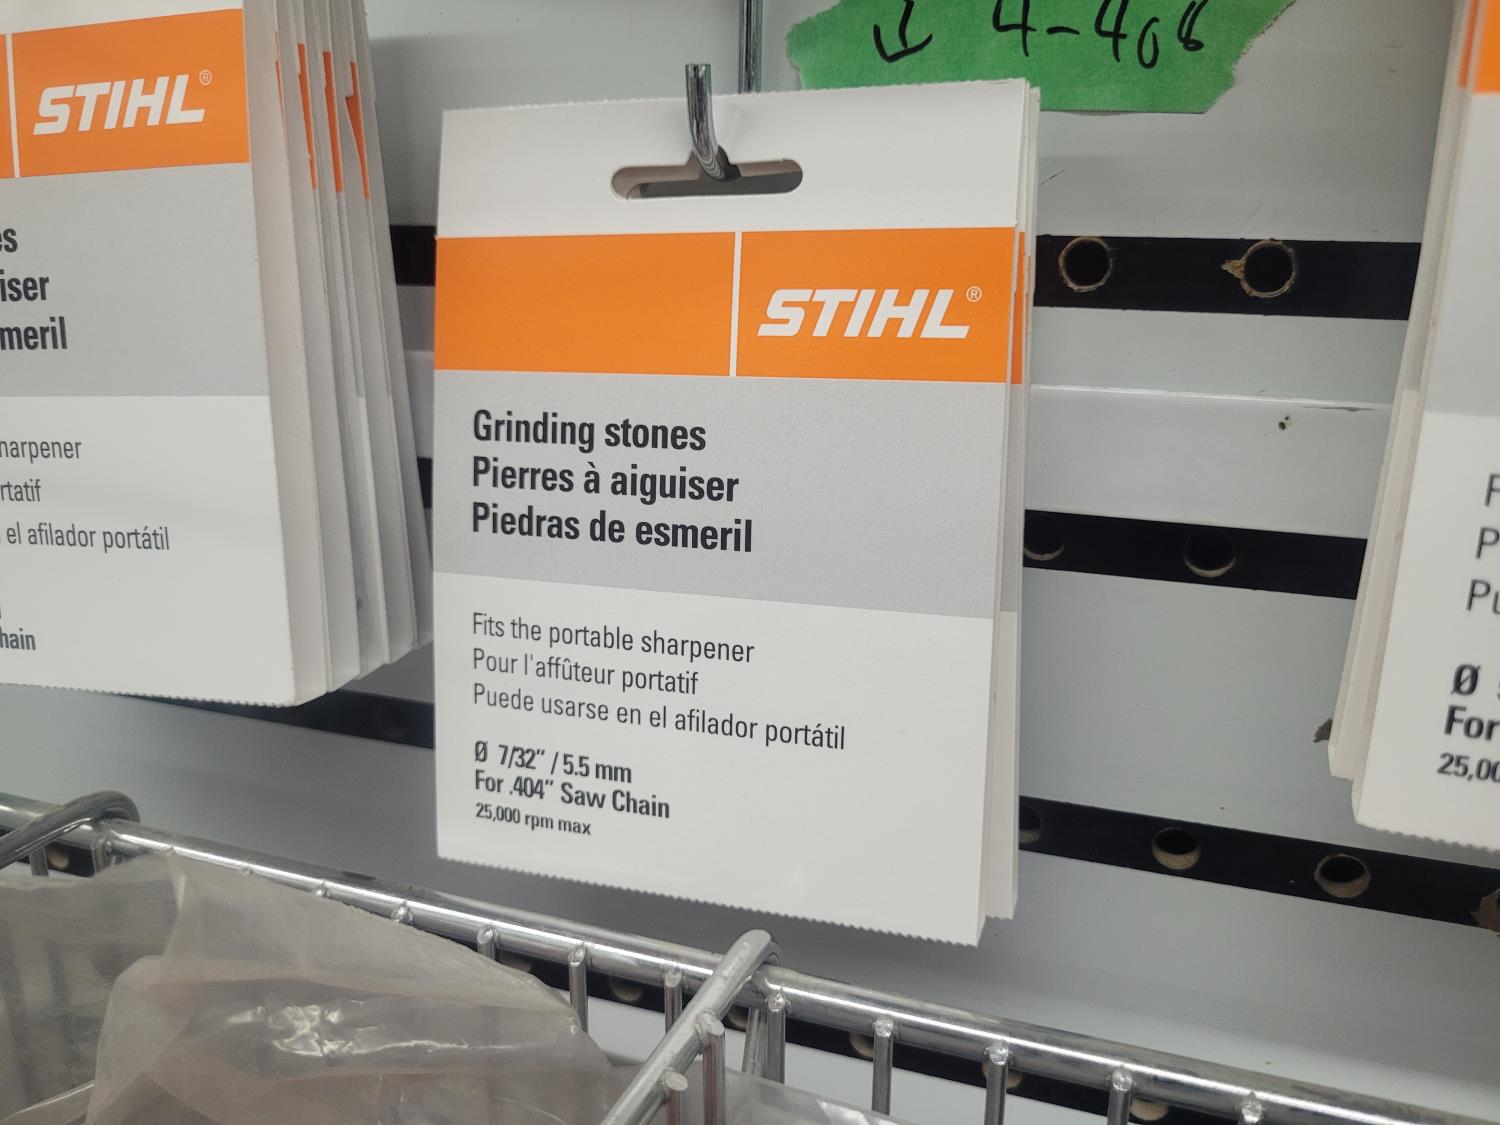 4-406
STIHL®
es
iser
meril
harpener
rtatif
el afilador portátil
hain
STIHL®
Grinding stones
Pierres à aiguiser
Piedras de esmeril
Fits the portable sharpener
Pour l'affûteur portatif
Puede usarse en el afilador portátil
Ø 7/32" / 5.5 mm
For .404" Saw Chain
25,000 rpm max
F
P
Pu
Ø
For
25,00